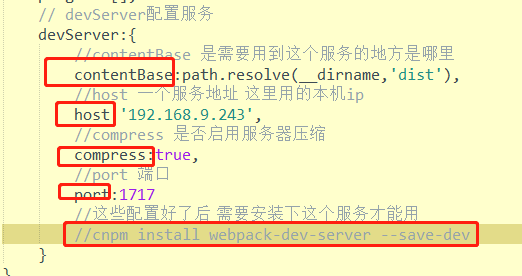 // devServer配置服务
devServer:{
//contentBase 是需要用到这个服务的地方是哪里
contentBase:path.resolve(__dirname,'dist'),
//host 一个服务地址 这里用的本机ip
host:'192.168.9.243',
//compress 是否启用服务器压缩
compress:true,
//port 端口
port:1717
//这些配置好了后 需要安装下这个服务才能用
//cnpm install webpack-dev-server --save-dev
}